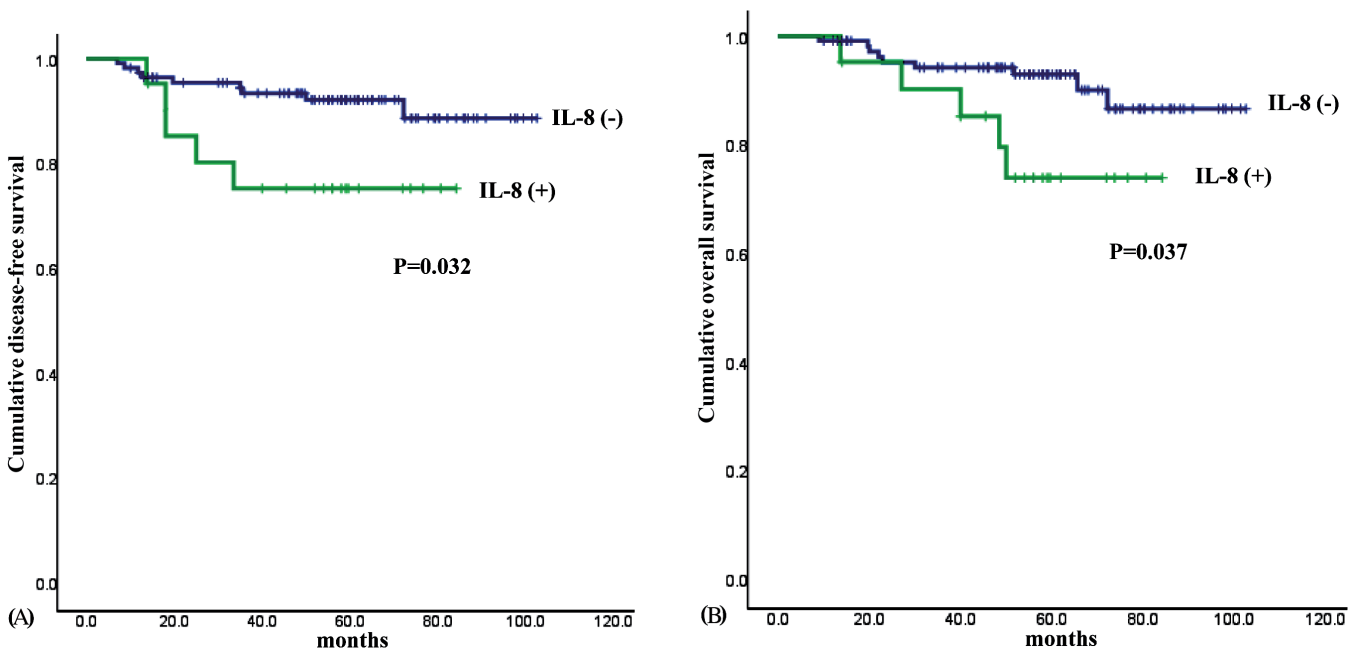 Cumulative disease-free survival
1.0
0.8
0.6
0.4
0.2
0.0
IL-8 (-)
IL-8 (+)
P=0.032
0.0 20.0 40.0 60.0 80.0 100.0 120.0
months
(A)
Cumulative overall survival
1.0
0.8
0.6
0.4
0.2
0.0
IL-8 (-)
IL-8 (+)
P=0.037
0.0 20.0 40.0 60.0 80.0 100.0 120.0
months
(B)